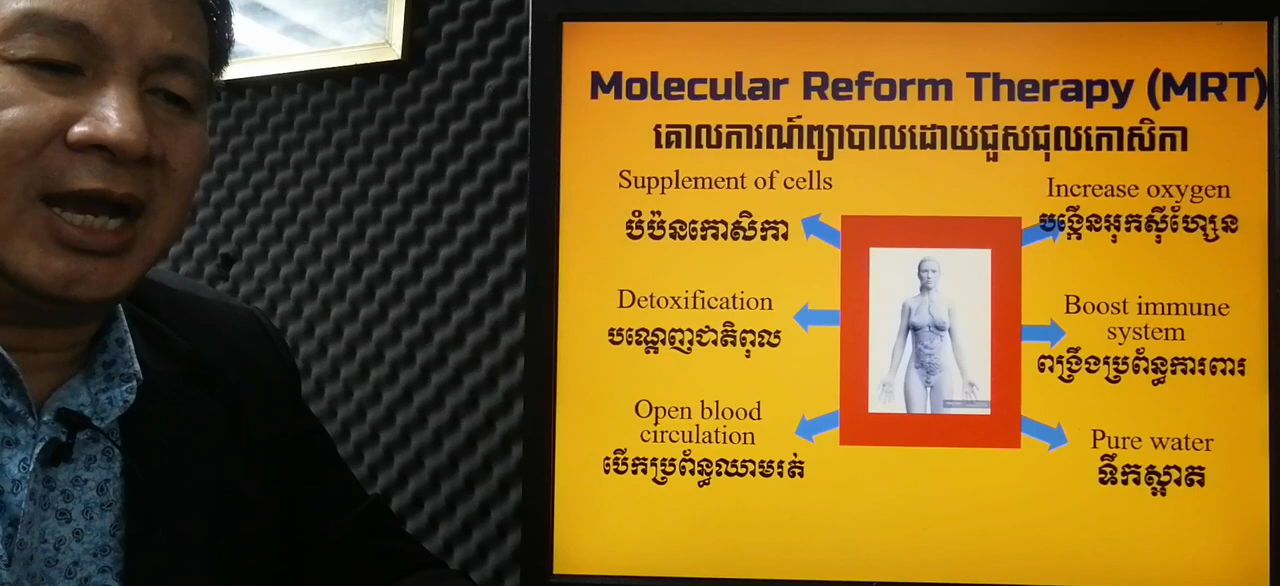 Molecular Reform Therapy (MRT)
គោលការណ៍ព្យាបាលដោយជួសជុលកោសិកា
Supplement of cells
បំប៉នកោសិកា
Detoxification
បណ្តេញជាតិពុល
Open blood
circulation
បើកប្រព័ន្ធឈាមរត់
Increase oxygen
បង្កើនអុកស៊ីហ្សែន
Boost immune
system
ពង្រឹងប្រព័ន្ធការពារ
Pure water
ទឹកស្អាត